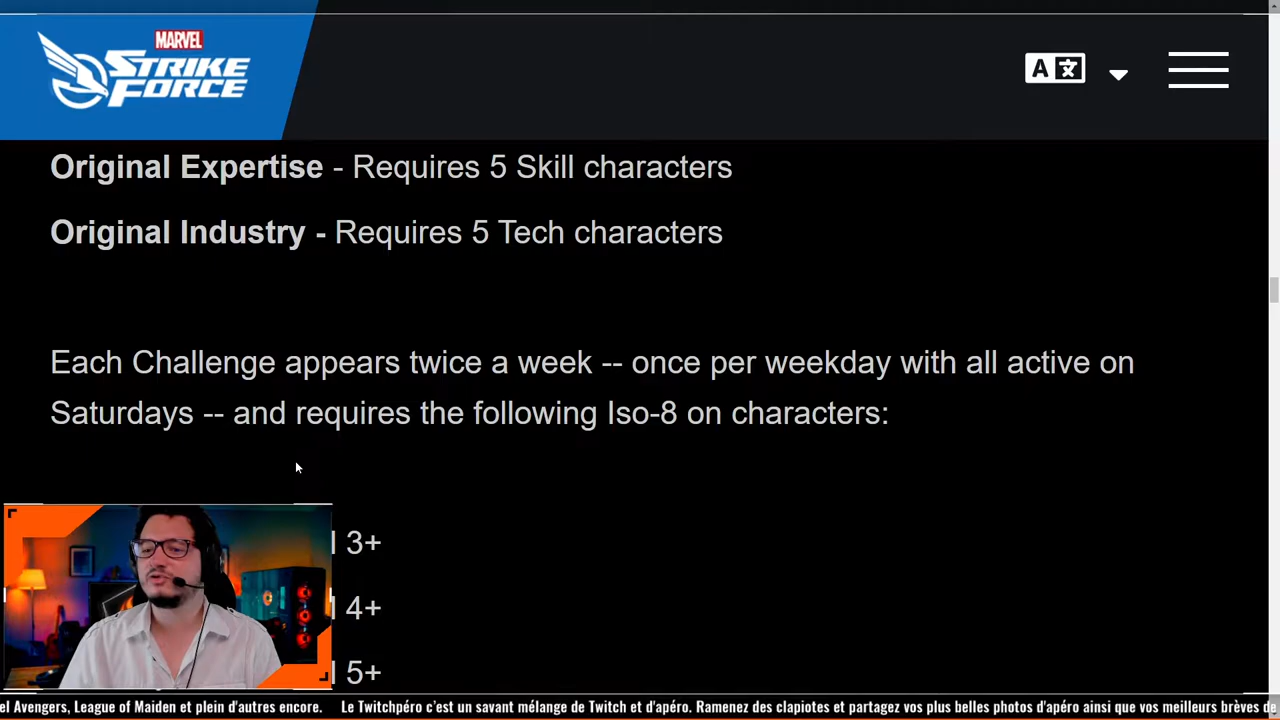 MARVEL
STRIKE
FORCE
A
Original Expertise - Requires 5 Skill characters
Original Industry - Requires 5 Tech characters
Each Challenge appears twice a week -- once per weekday with all active on
Saturdays -- and requires the following Iso-8 on characters:
l 3+
l 4+
l 5+
el Avengers, League of Maiden et plein d'autres encore. Le Twitchpéro c'est un savant mélange de Twitch et d'apéro. Ramenez des clapiotes et partagez vos plus belles photos d'apéro ainsi que vos meilleurs brèves de